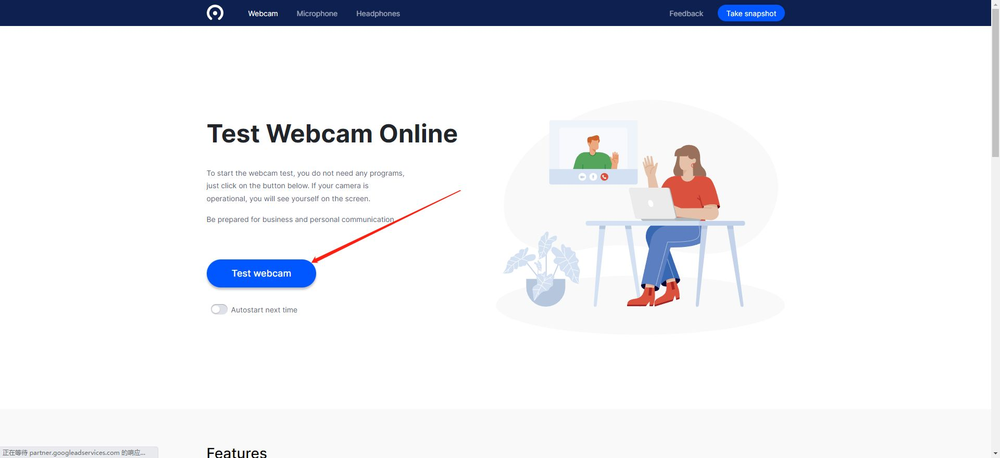 Webcam Microphone Headphones Feedback Take snapshot
Test Webcam Online
To start the webcam test, you do not need any programs,
just click on the button below. If your camera is
operational, you will see yourself on the screen.
Be prepared for business and personal communication
Test webcam
Autostart next time
Features
正在等待 partner.googleadservices.com 的响应...